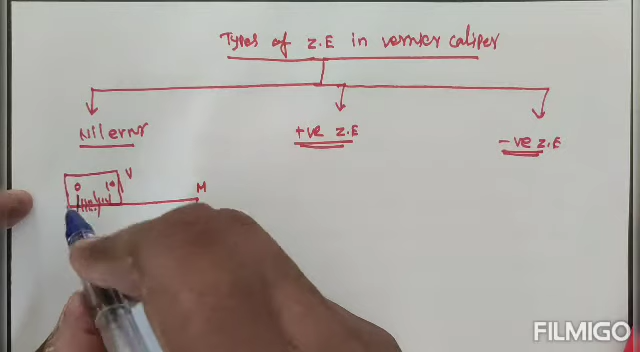 Types of Z.E in vernier caliper
Nil error
+ve Z.E
-ve Z.E
V
0 10
M
FILMIGO